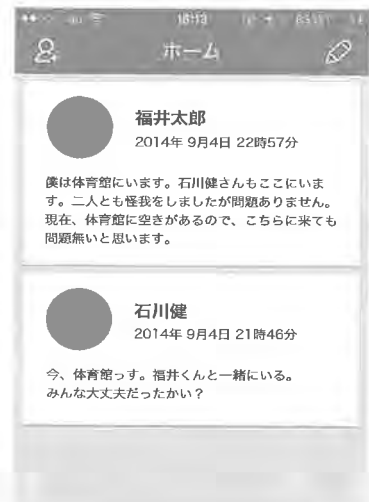 18:13
ホーム
福井太郎
2014年 9月4日 22時57分
僕は体育館にいます。石川健さんもここにいま
す。二人とも怪我をしましたが問題ありません。
現在、体育館に空きがあるので、こちらに来ても
問題無いと思います。
石川健
2014年 9月4日 21時46分
今、体育館っす。福井くんと一緒にいる。
みんな大丈夫だったかい？